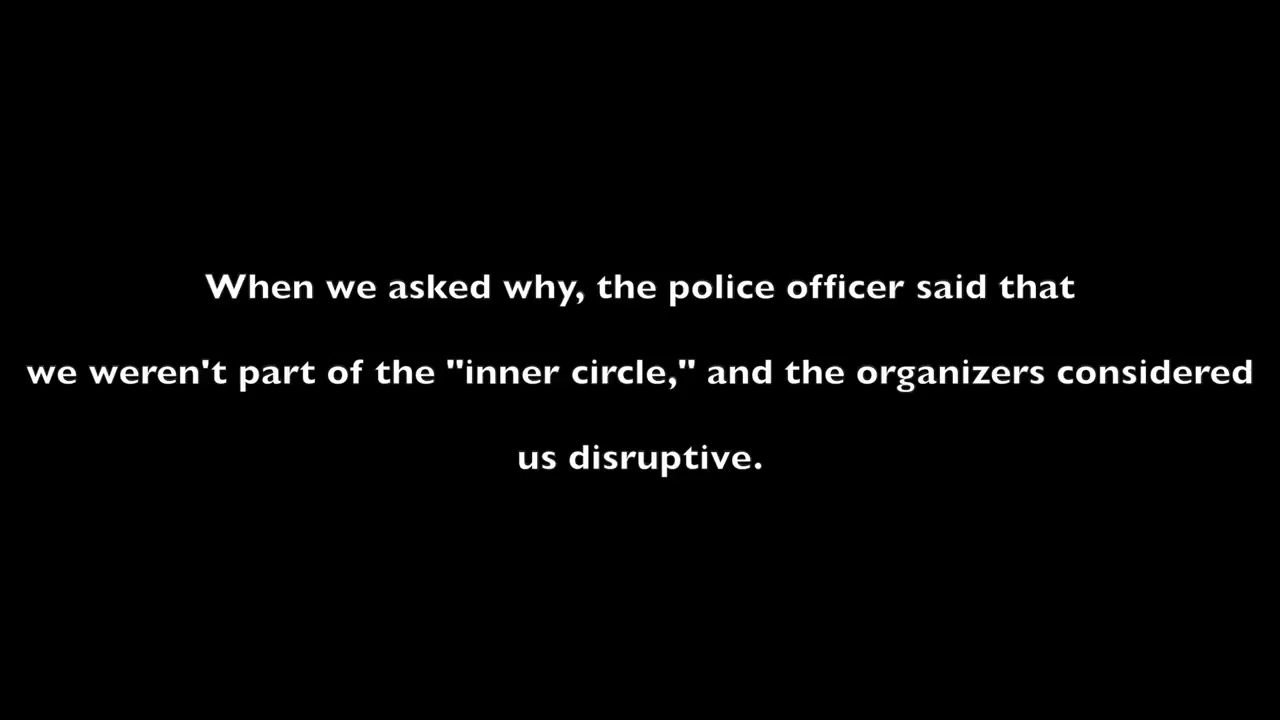 When we asked why, the police officer said that
we weren't part of the "inner circle," and the organizers considered
us disruptive.